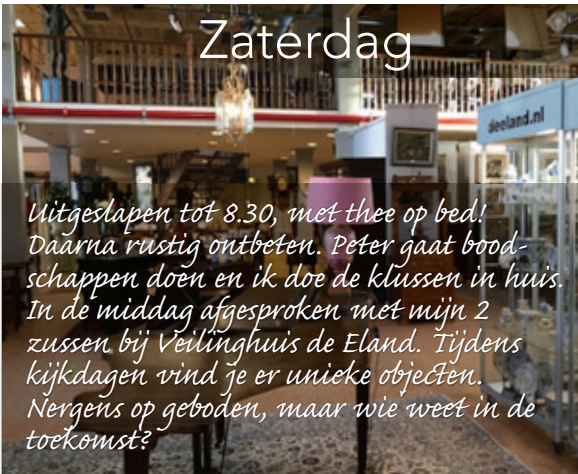 Zaterdag
deeland.nl
Uitgeslapen tot 8.30, met thee op bed!
Daarna rustig ontbeten. Peter gaat bood-
schappen doen en ik doe de klussen in huis.
In de middag afgesproken met mijn 2
zussen bij Veilinghuis de Eland. Tijdens
kijkdagen vind je er unieke objecten.
Nergens op geboden, maar wie weet in de
toekomst?